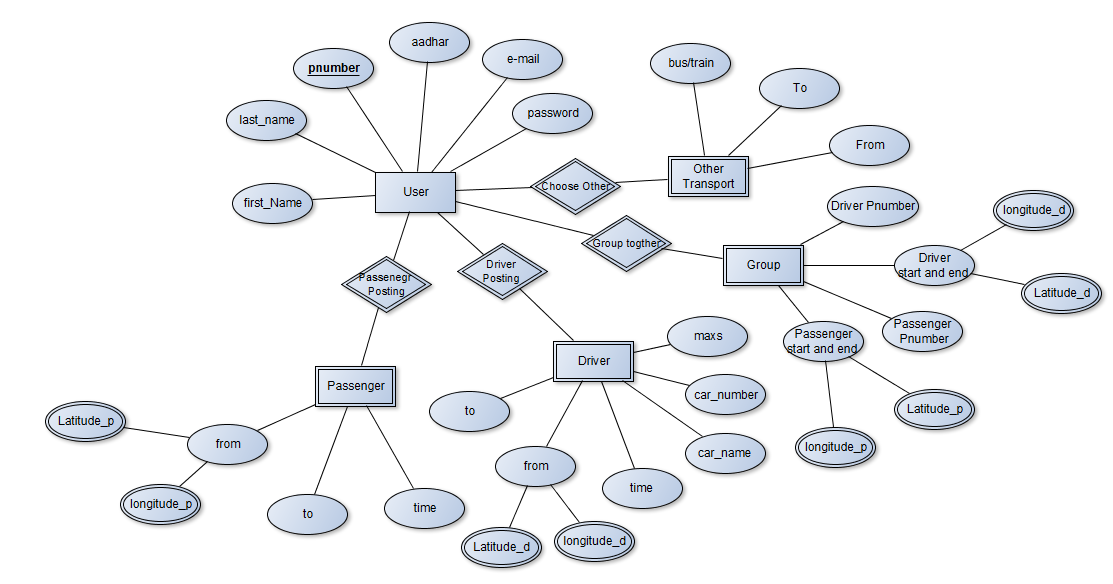 aadhar
e-mail
pnumber
bus/train
To
password
last_name
From
Other
Transport
User
Choose Other
first_Name
Driver Pnumber
longitude_d
Group togther
Group
Driver
start and end
Passenegr
Posting
Driver
Posting
Latitude_d
Passenger
Pnumber
Passenger
start and end
maxs
Driver
Passenger
car_number
to
Latitude_p
Latitude_p
from
longitude_p
car_name
from
time
longitude_p
to
time
Latitude_d
longitude_d